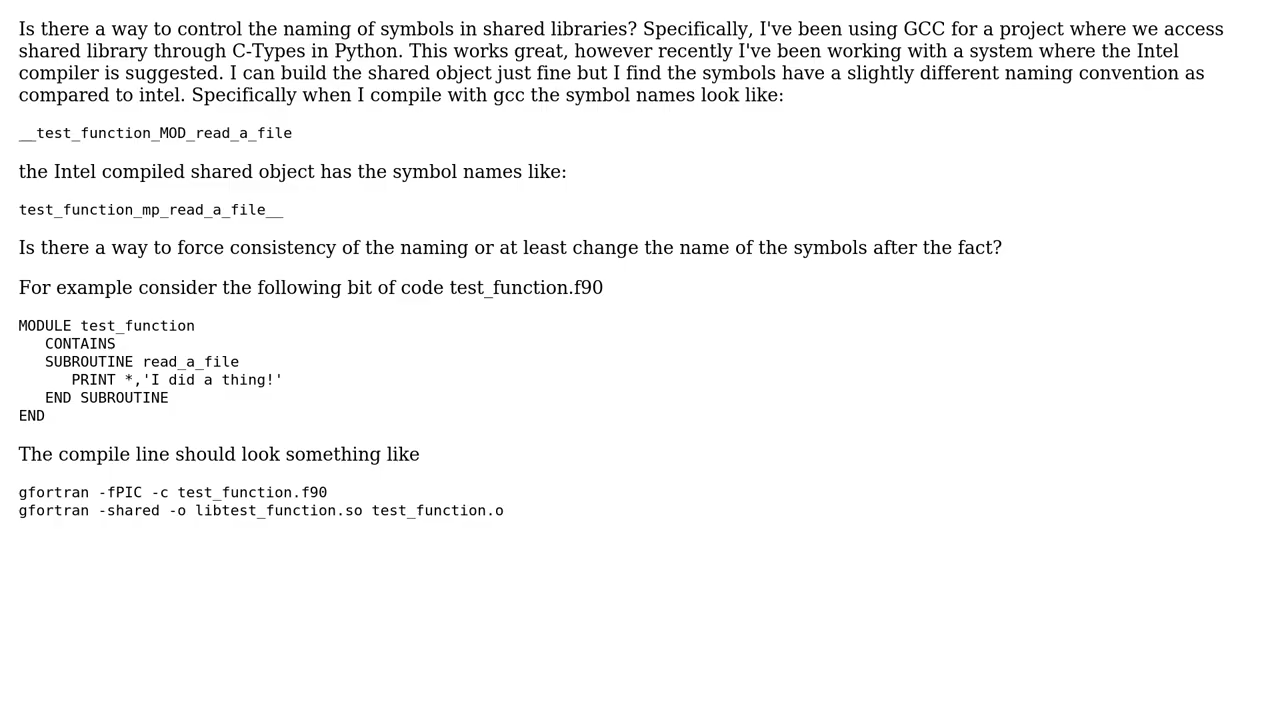 Is there a way to control the naming of symbols in shared libraries? Specifically, I've been using GCC for a project where we access
shared library through C-Types in Python. This works great, however recently I've been working with a system where the Intel
compiler is suggested. I can build the shared object just fine but I find the symbols have a slightly different naming convention as
compared to intel. Specifically when I compile with gcc the symbol names look like:
__test_function_MOD_read_a_file
the Intel compiled shared object has the symbol names like:
test_function_mp_read_a_file__
Is there a way to force consistency of the naming or at least change the name of the symbols after the fact?
For example consider the following bit of code test_function.f90
MODULE test_function
   CONTAINS
   SUBROUTINE read_a_file
      PRINT *,'I did a thing!'
   END SUBROUTINE
END
The compile line should look something like
gfortran -fPIC -c test_function.f90
gfortran -shared -o libtest_function.so test_function.o